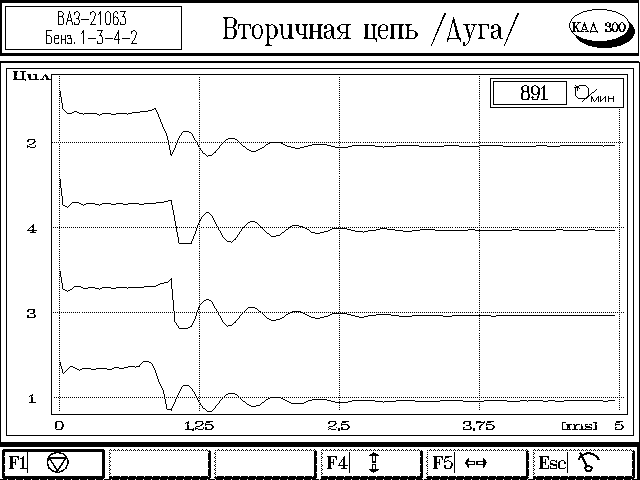 ВАЗ-21063
Бенз. 1-3-4-2
Вторичная цепь /Дуга/
КАД 300
Цил
891 /мин
2
4
3
1
0 1,25 2,5 3,75 [ms] 5
F1 F4 F5 Esc